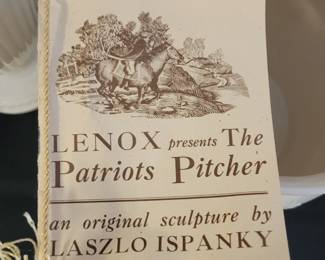 LENOX presents The
Patriots Pitcher
an original sculpture by
LASZLO ISPANKY